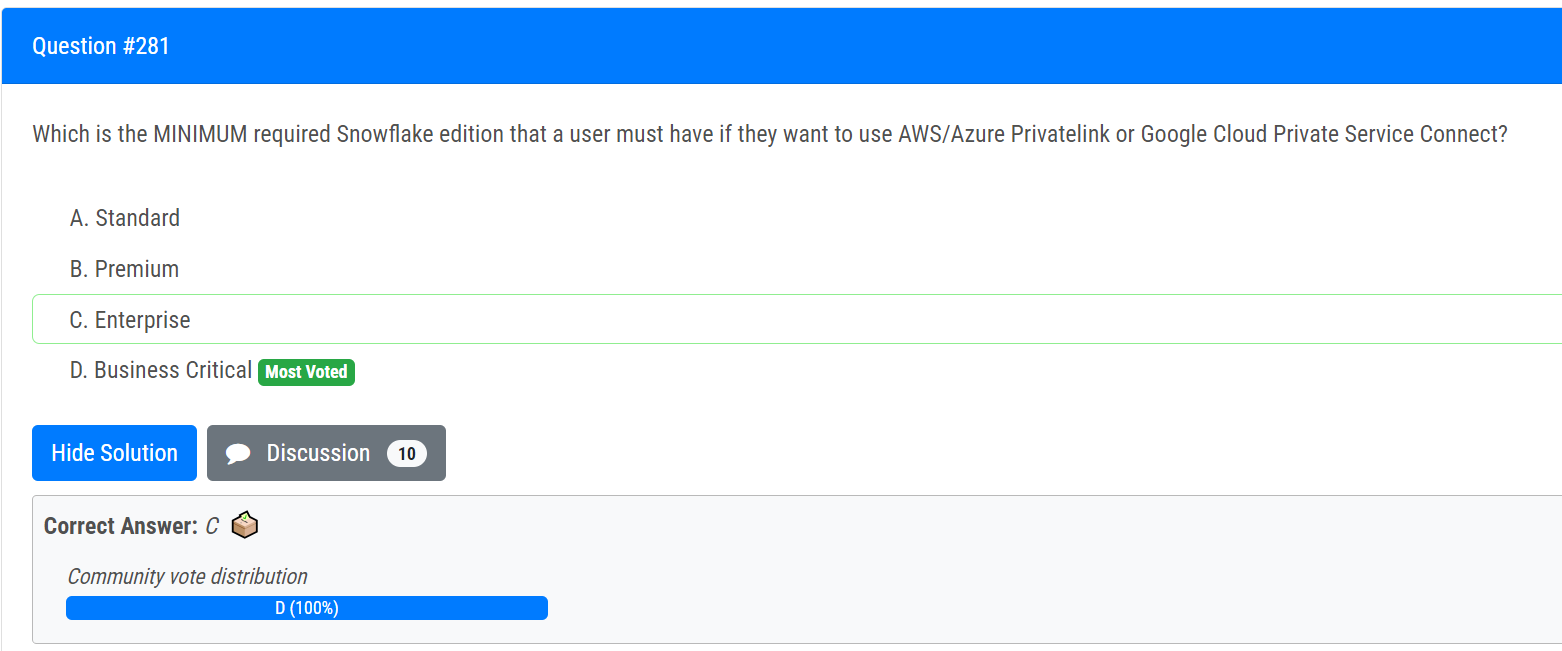 Question #281
Which is the MINIMUM required Snowflake edition that a user must have if they want to use AWS/Azure Privatelink or Google Cloud Private Service Connect?
A. Standard
B. Premium
C. Enterprise
D. Business Critical Most Voted
Hide Solution Discussion 10
Correct Answer: C
Community vote distribution
D (100%)